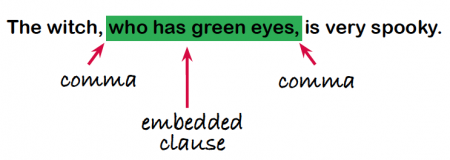 The witch, who has green eyes, is very spooky.
comma
comma
embedded
clause